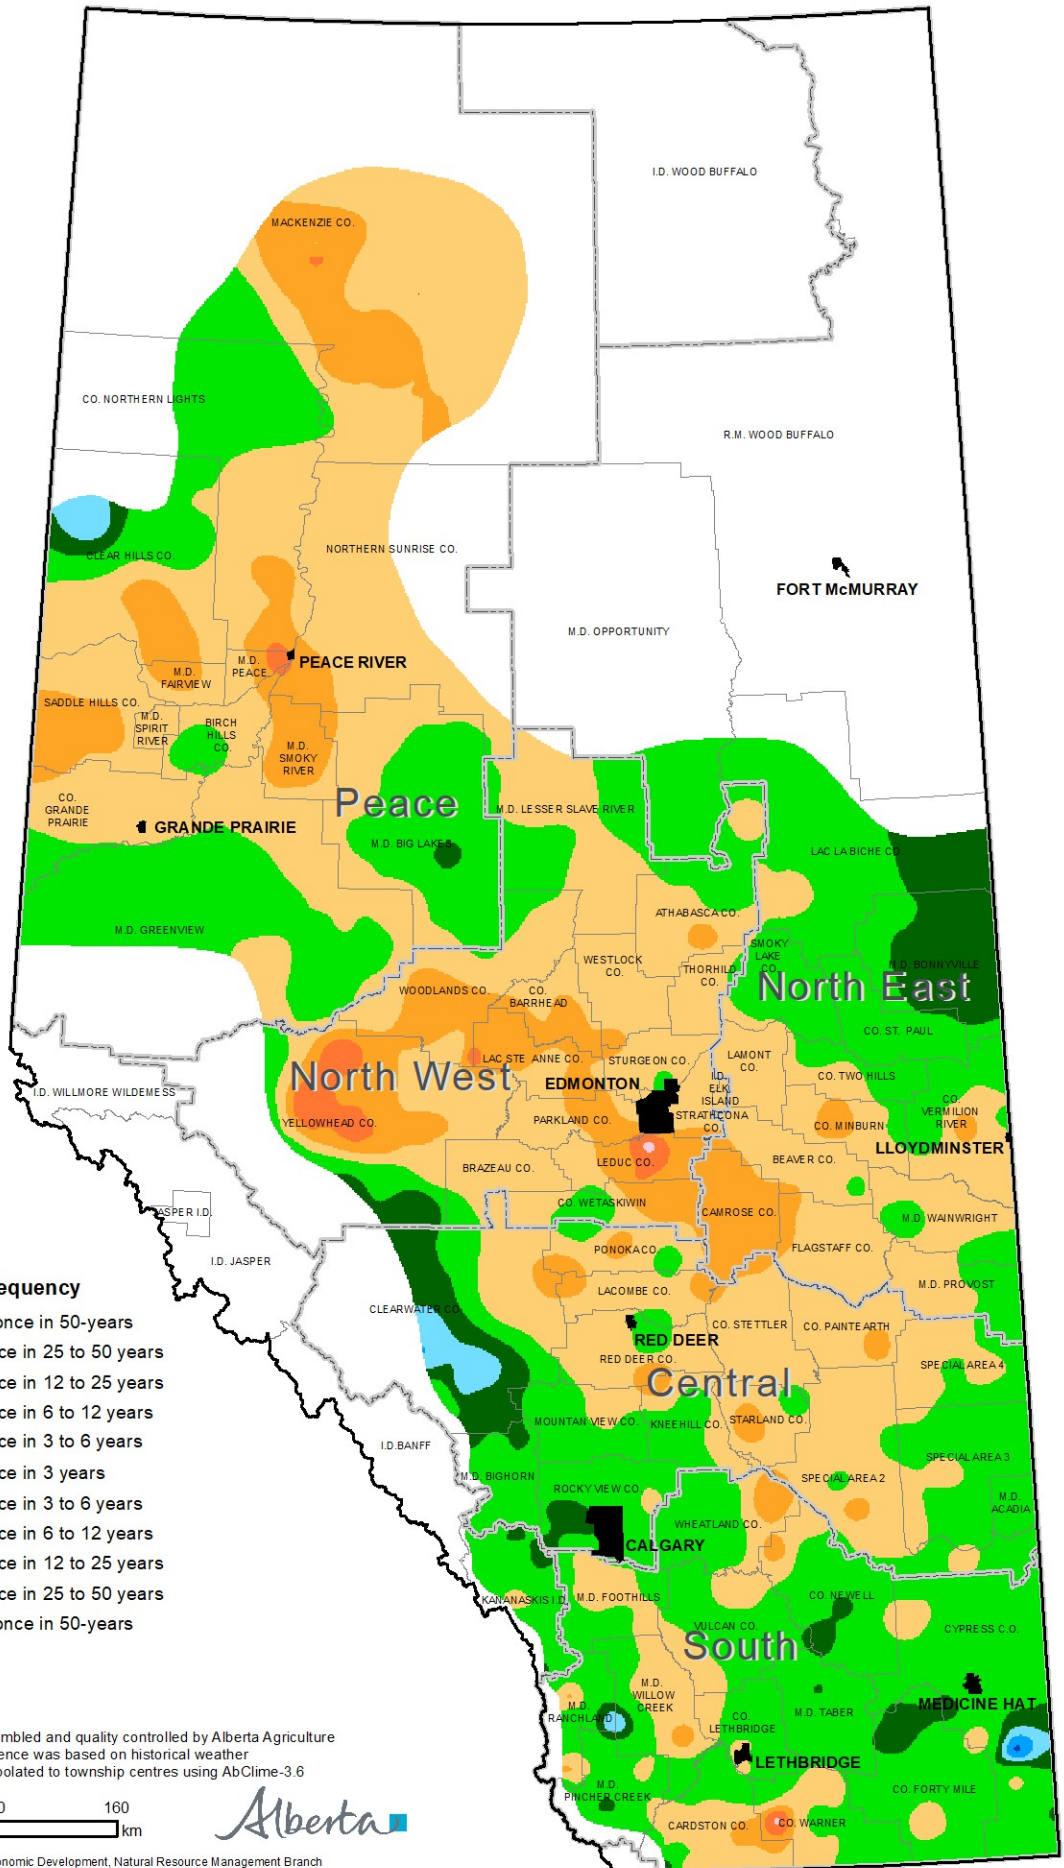 I.D. WOOD BUFFALO
MACKENZIE CO.
CO. NORTHERN LIGHTS
R.M. WOOD BUFFALO
CLEAR HILLS CO.
NORTHERN SUNRISE CO.
FORT McMURRAY
M.D. OPPORTUNITY
PEACE RIVER
M.D.
PEACE
M.D.
FAIRVIEW
SADDLE HILLS CO.
M.D.
SPIRIT
RIVER
BIRCH
HILLS
CO.
M.D.
SMOKY
RIVER
CO.
GRANDE
PRAIRIE
Peace
M.D. LESSER SLAVE RIVER
GRANDE PRAIRIE
M.D. BIG LAKES
LAC LA BICHE CO.
ATHABASCA CO.
M.D. GREENVIEW
SMOKY
LAKE
CO.
WESTLOCK
CO.
THORHILD
CO.
M.D. BONNYVILLE
North East
WOODLANDS CO.
CO.
BARRHEAD
CO. ST. PAUL
North West
LAC STE ANNE CO.
STURGEON CO.
LAMONT
CO.
EDMONTON
I.D.
ELK
ISLAND
CO. TWO HILLS
I.D. WILLMORE WILDERNESS
STRATHCONA
CO.
CO.
VERMILION
RIVER
YELLOWHEAD CO.
PARKLAND CO.
CO. MINBURN
LLOYDMINSTER
BRAZEAU CO.
LEDUC CO.
BEAVER CO.
CO. WETASKIWIN
JASPER I.D.
CAMROSE CO.
M.D. WAINWRIGHT
I.D. JASPER
PONOKA CO.
FLAGSTAFF CO.
LACOMBE CO.
M.D. PROVOST
CLEARWATER CO.
CO. STETTLER
CO. PAINTEARTH
RED DEER
RED DEER CO.
SPECIAL AREA 4
Central
MOUNTAIN VIEW CO.
KNEEHILL CO.
STARLAND CO.
I.D.BANFF
SPECIAL AREA 3
M.D. BIGHORN
SPECIAL AREA 2
ROCKY VIEW CO.
M.D.
ACADIA
WHEATLAND CO.
CALGARY
KANANASKIS I.D.
M.D. FOOTHILLS
CO. NEWELL
VULCAN CO.
CYPRESS C.O.
South
M.D.
WILLOW
CREEK
M.D.
RANCHLAND
CO.
LETHBRIDGE
M.D. TABER
MEDICINE HAT
LETHBRIDGE
M.D.
PINCHER CREEK
CO. FORTY MILE
CARDSTON CO.
CO. WARNER
equency
once in 50-years
ce in 25 to 50 years
ce in 12 to 25 years
ce in 6 to 12 years
ce in 3 to 6 years
ce in 3 years
ce in 3 to 6 years
ce in 6 to 12 years
ce in 12 to 25 years
ce in 25 to 50 years
once in 50-years
mbled and quality controlled by Alberta Agriculture
ence was based on historical weather
polated to township centres using AbClime-3.6
0 160
km
Alberta
onomic Development, Natural Resource Management Branch